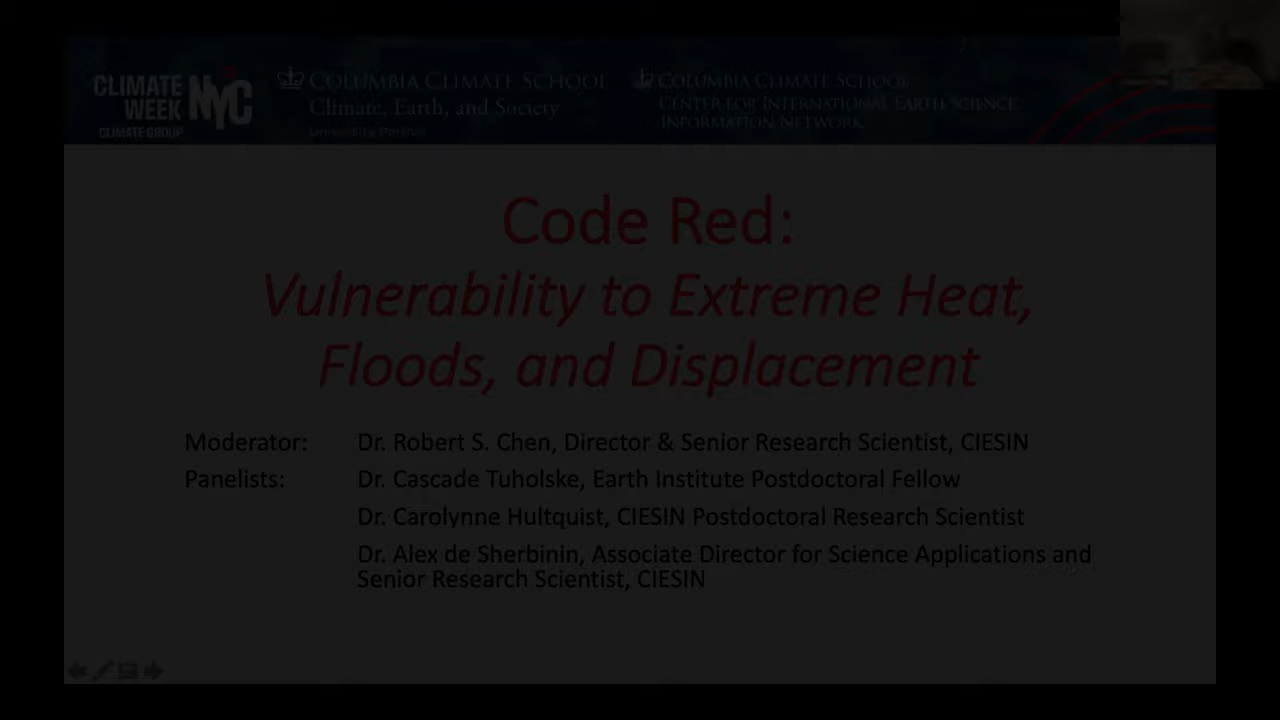 CLIMATE
WEEK
NYC
CLIMATE GROUP
COLUMBIA CLIMATE SCHOOL
Climate, Earth, and Society
University Partner
COLUMBIA CLIMATE SCHOOL
CENTER FOR INTERNATIONAL EARTH SCIENCE
INFORMATION NETWORK
Code Red:
Vulnerability to Extreme Heat,
Floods, and Displacement
Moderator: Dr. Robert S. Chen, Director & Senior Research Scientist, CIESIN
Panelists: Dr. Cascade Tuholske, Earth Institute Postdoctoral Fellow
Dr. Carolynne Hultquist, CIESIN Postdoctoral Research Scientist
Dr. Alex de Sherbinin, Associate Director for Science Applications and
Senior Research Scientist, CIESIN